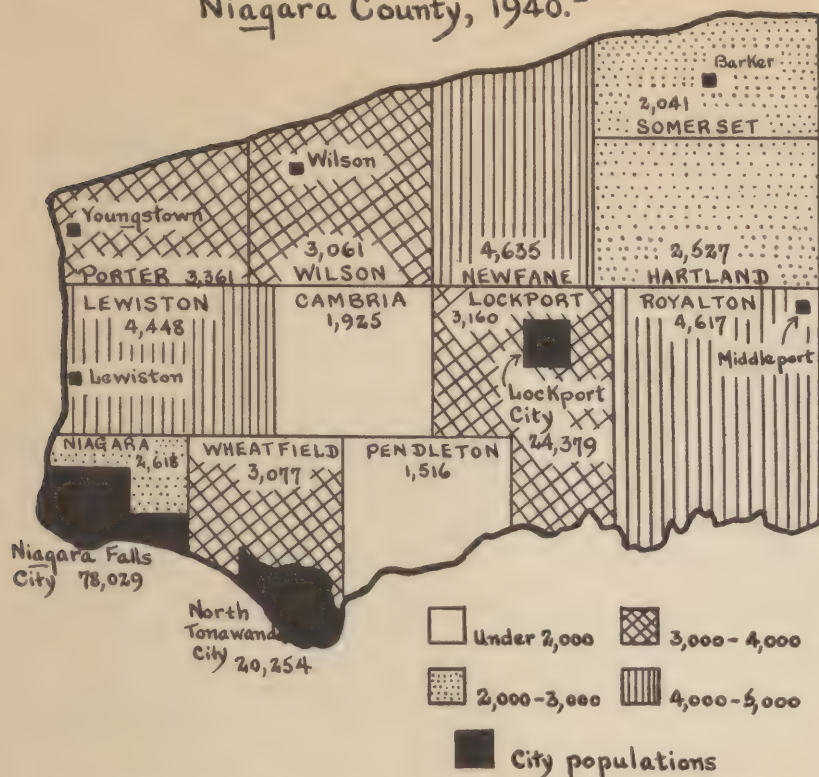 Niagara County, 1940.
Barker
2,041
SOMERSET
Wilson
Youngstown
3,061
WILSON
4,635
NEWFANE
2,527
HARTLAND
PORTER 3,361
LEWISTON
4,448
CAMBRIA
1,925
LOCKPORT
3,160
ROYALTON
4,617
Middleport
Lewiston
Lockport
City
24,379
NIAGARA
2,618
WHEATFIELD
3,077
PENDLETON
1,516
Niagara Falls
City 78,029
North
Tonawanda
City 20,254
Under 2,000
3,000-4,000
2,000-3,000
4,000-5,000
City populations